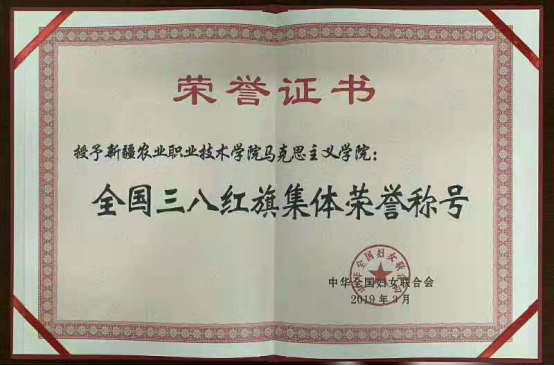 荣誉证书
授予新疆农业职业技术学院马克思主义学院：
全国三八红旗集体荣誉称号
中华全国妇女联合会
2019年3月